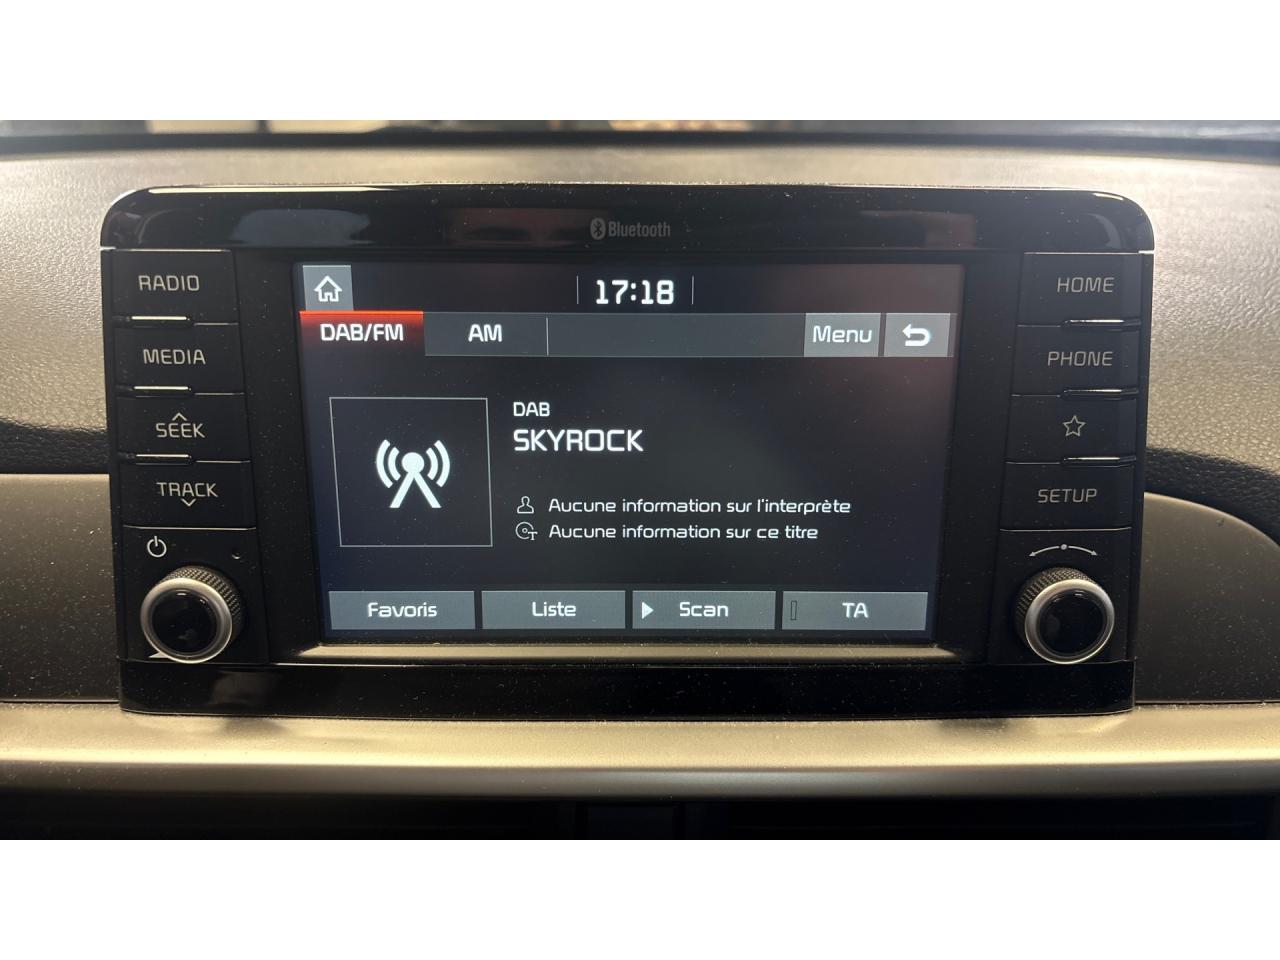 Bluetooth
RADIO
MEDIA
SEEK
TRACK
17:18
DAB/FM
AM
Menu
DAB
SKYROCK
Aucune information sur l'interprète
T
Aucune information sur ce titre
Favoris
Liste
Scan
TA
HOME
PHONE
SETUP